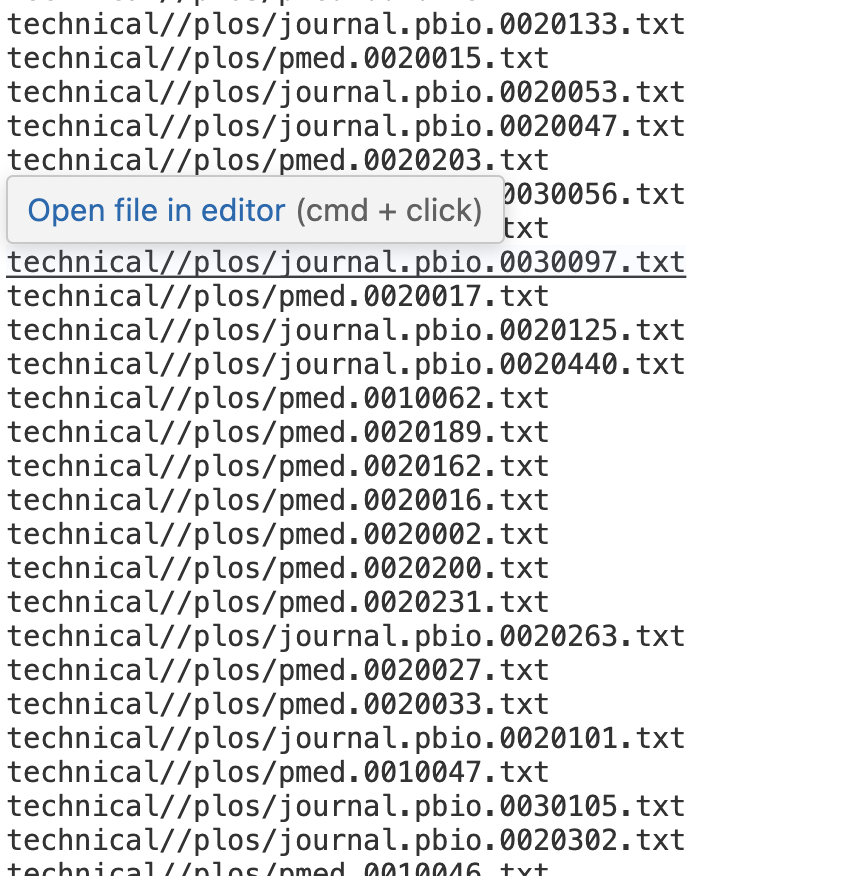 technical//plos/journal.pbio.0020133.txt
technical//plos/pmed.0020015.txt
technical//plos/journal.pbio.0020053.txt
technical//plos/journal.pbio.0020047.txt
technical//plos/pmed.0020203.txt
0030056.txt
Open file in editor (cmd + click)
txt
technical//plos/journal.pbio.0030097.txt
technical//plos/pmed.0020017.txt
technical//plos/journal.pbio.0020125.txt
technical//plos/journal.pbio.0020440.txt
technical//plos/pmed.0010062.txt
technical//plos/pmed.0020189.txt
technical//plos/pmed.0020162.txt
technical//plos/pmed.0020016.txt
technical//plos/pmed.0020002.txt
technical//plos/pmed.0020200.txt
technical//plos/pmed.0020231.txt
technical//plos/journal.pbio.0020263.txt
technical//plos/pmed.0020027.txt
technical//plos/pmed.0020033.txt
technical//plos/journal.pbio.0020101.txt
technical//plos/pmed.0010047.txt
technical//plos/journal.pbio.0030105.txt
technical//plos/journal.pbio.0020302.txt
technical//plos/pmed.0010046.txt